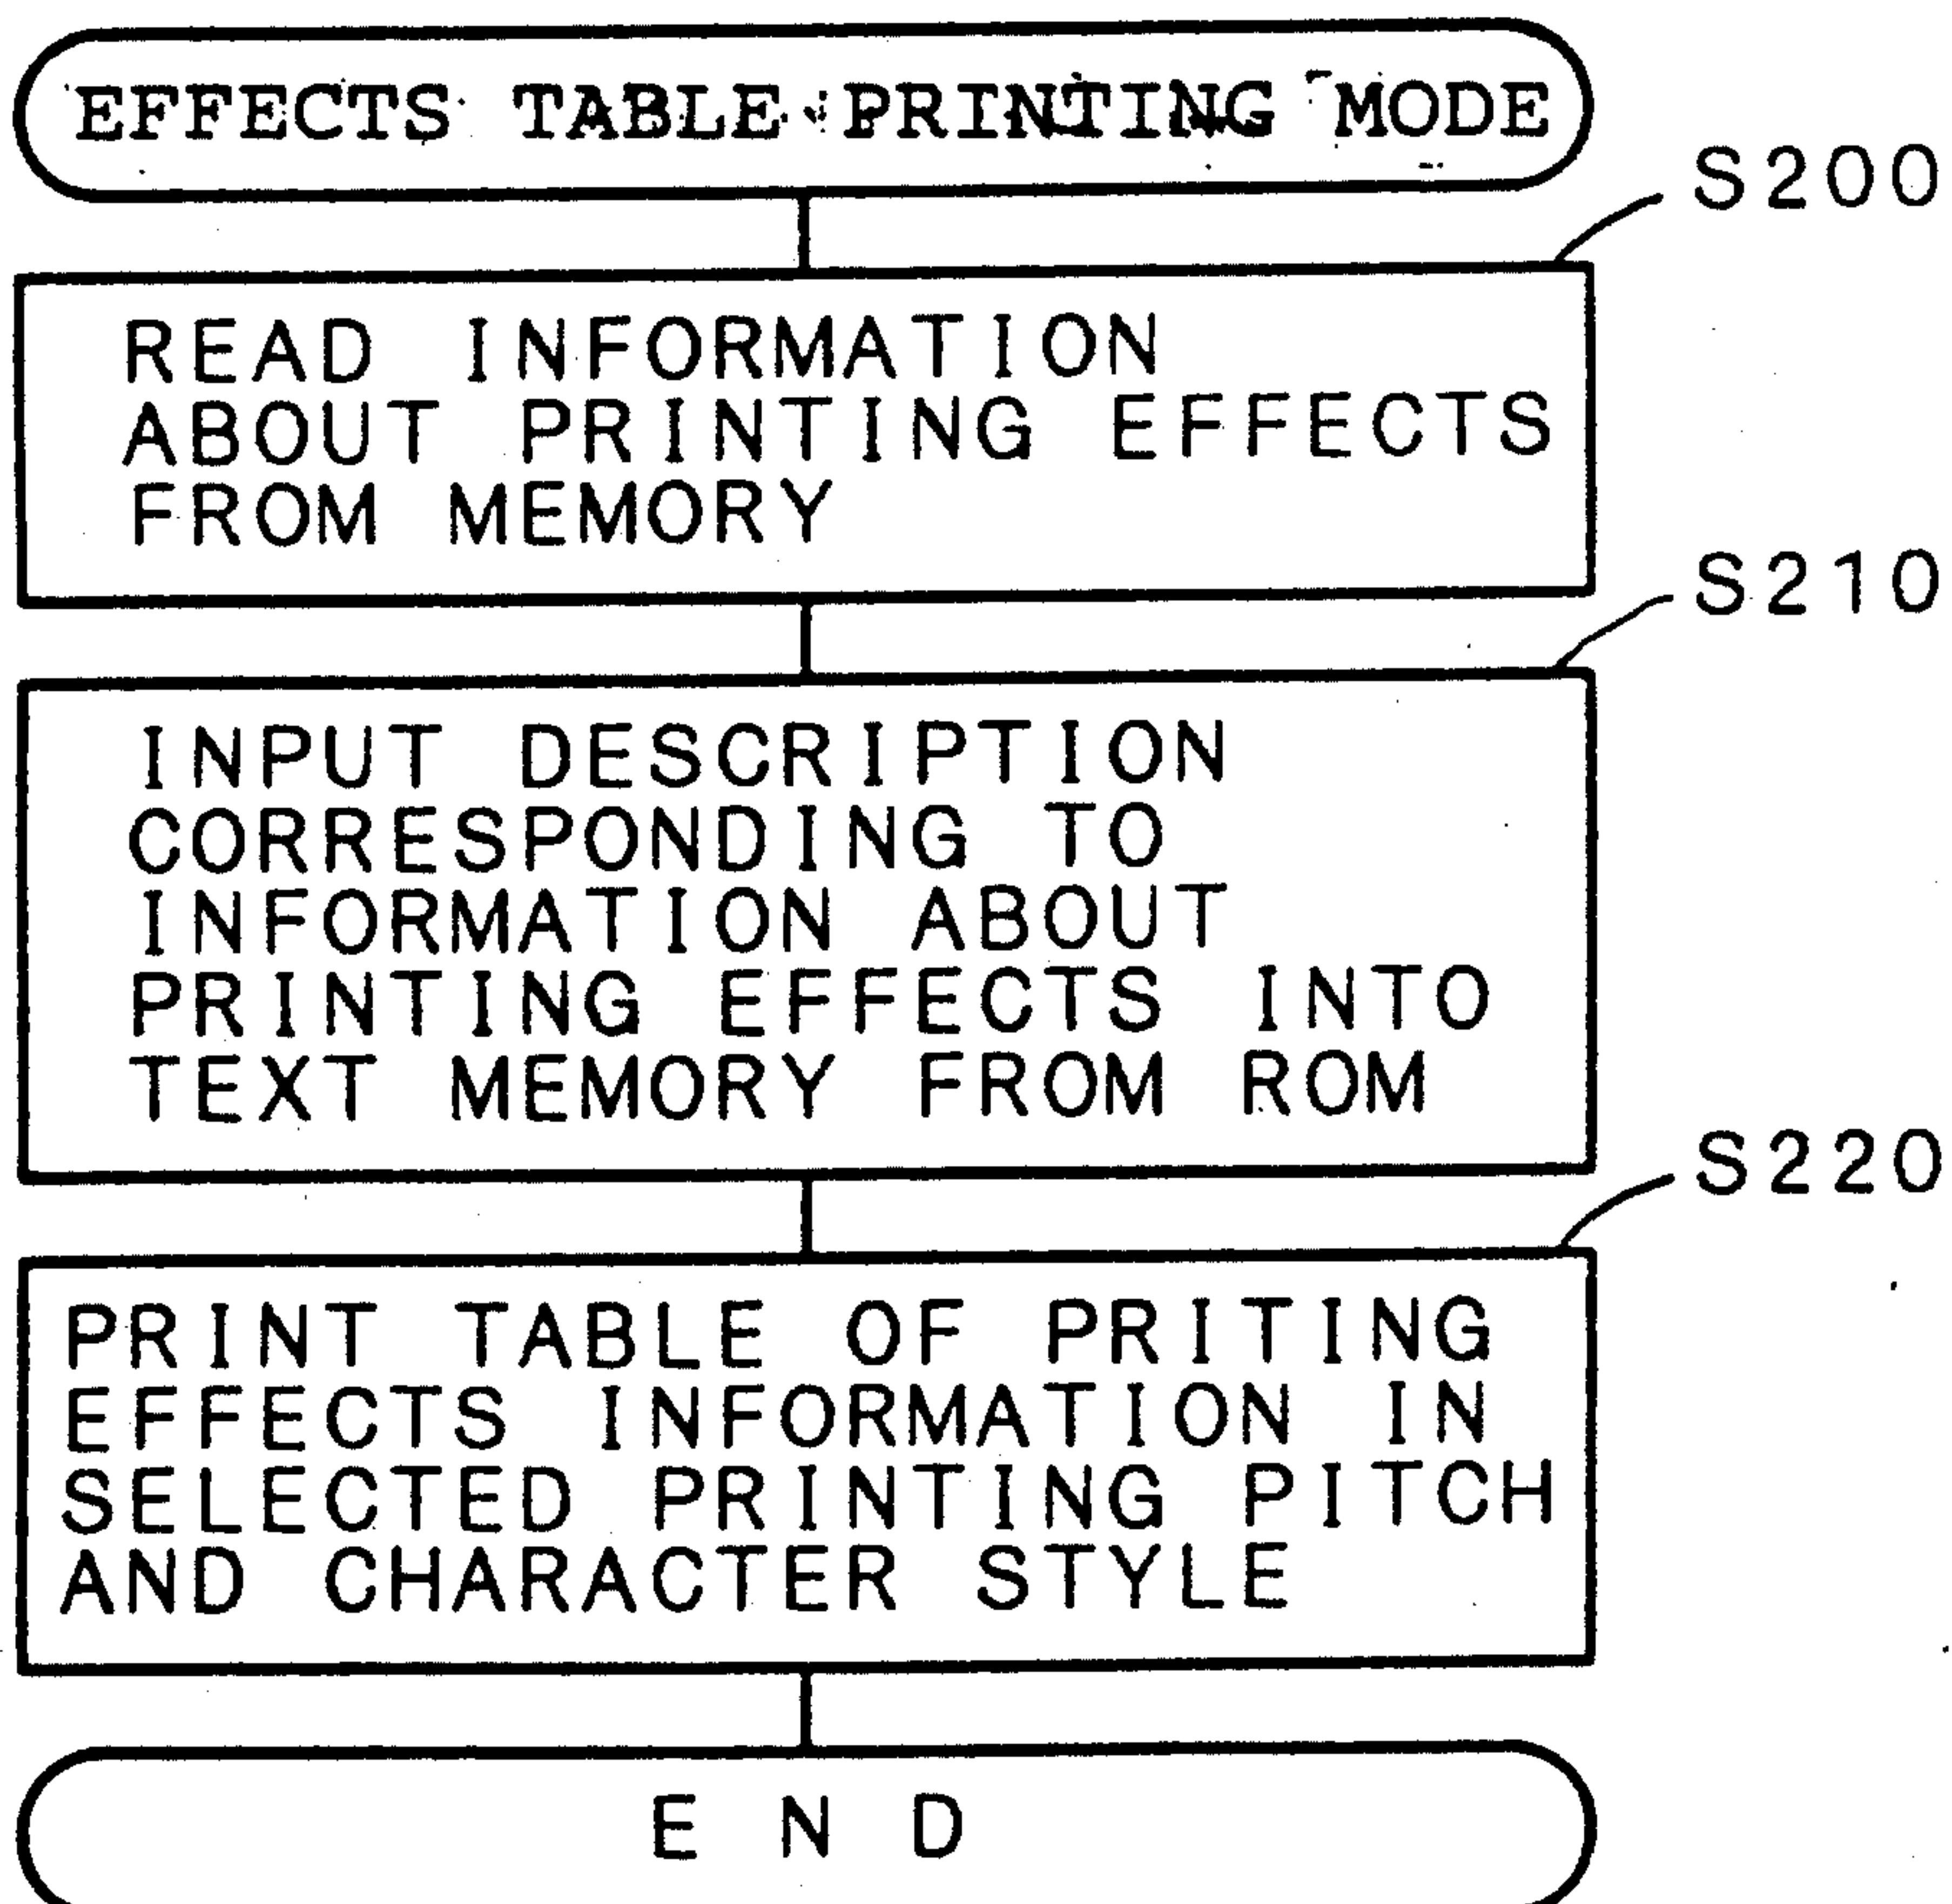 EFFECTS TABLE PRINTING MODE
S200
READ INFORMATION
ABOUT PRINTING EFFECTS
FROM MEMORY
S210
INPUT DESCRIPTION
CORRESPONDING TO
INFORMATION ABOUT
PRINTING EFFECTS INTO
TEXT MEMORY FROM ROM
S220
PRINT TABLE OF PRITING
EFFECTS INFORMATION IN
SELECTED PRINTING PITCH
AND CHARACTER STYLE
END